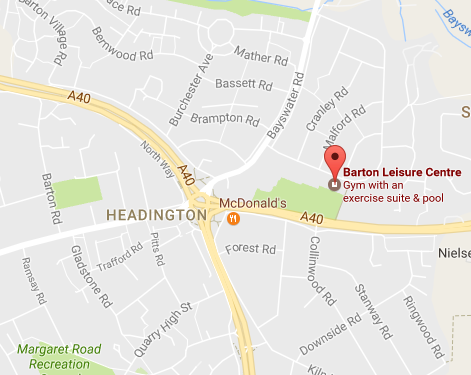 Barton Village Rd
Bernwood Rd
Burchester Ave
Mather Rd
Bassett Rd
Brampton Rd
Bayswater Rd
Cranley Rd
Malford Rd
Bayswa
S
A40
North Way
A40
Barton Leisure Centre
Gym with an
exercise suite & pool
McDonald's
HEADINGTON
A40
Barton Rd
Ramsay Rd
Gladstone Rd
Trafford Rd
Pitts Rd
Forest Rd
Collinwood Rd
Nielse
Stanway Rd
Ringwood Rd
Quarry High St
Downside Rd
Kiln
Margaret Road
Recreation